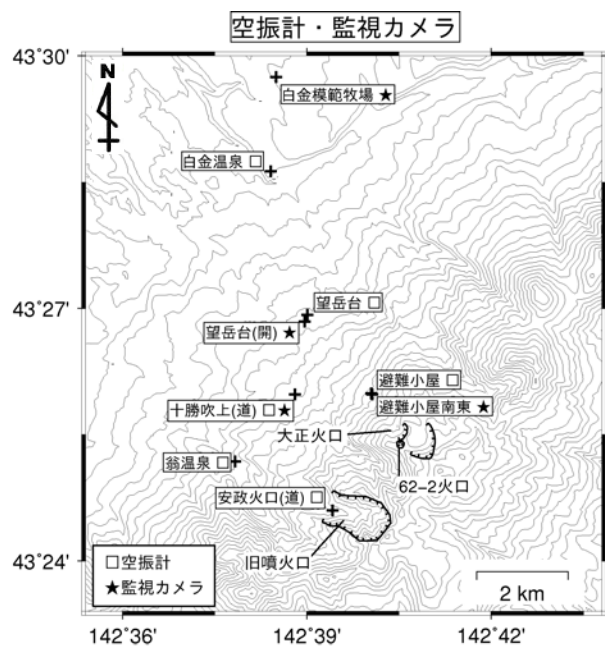 空振計・監視カメラ
43°30'
N
白金模範牧場 ★
白金温泉 □
43°27'
望岳台 □
望岳台(開) ★
避難小屋 □
十勝吹上(道) □★
避難小屋南東 ★
大正火口
翁温泉 □
62-2火口
安政火口(道) □
43°24'
旧噴火口
□空振計
★監視カメラ
2 km
142°36'
142°39'
142°42'